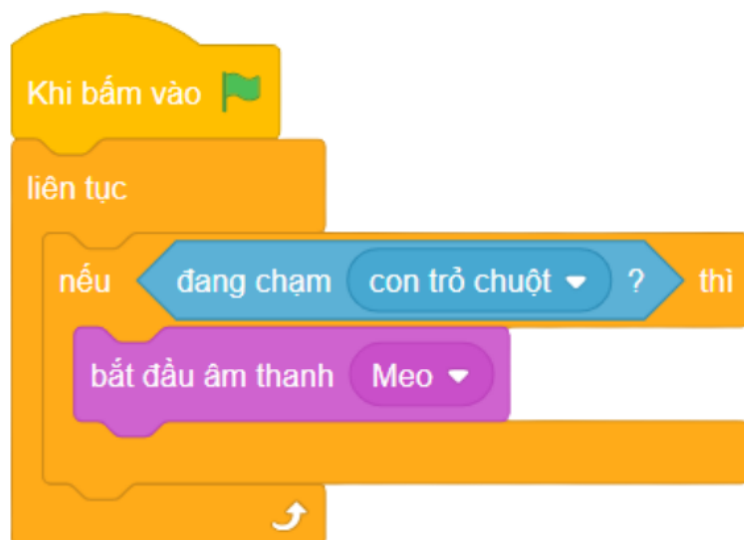 Khi bấm vào
liên tục
nếu đang chạm con trỏ chuột ? thì
bắt đầu âm thanh Meo